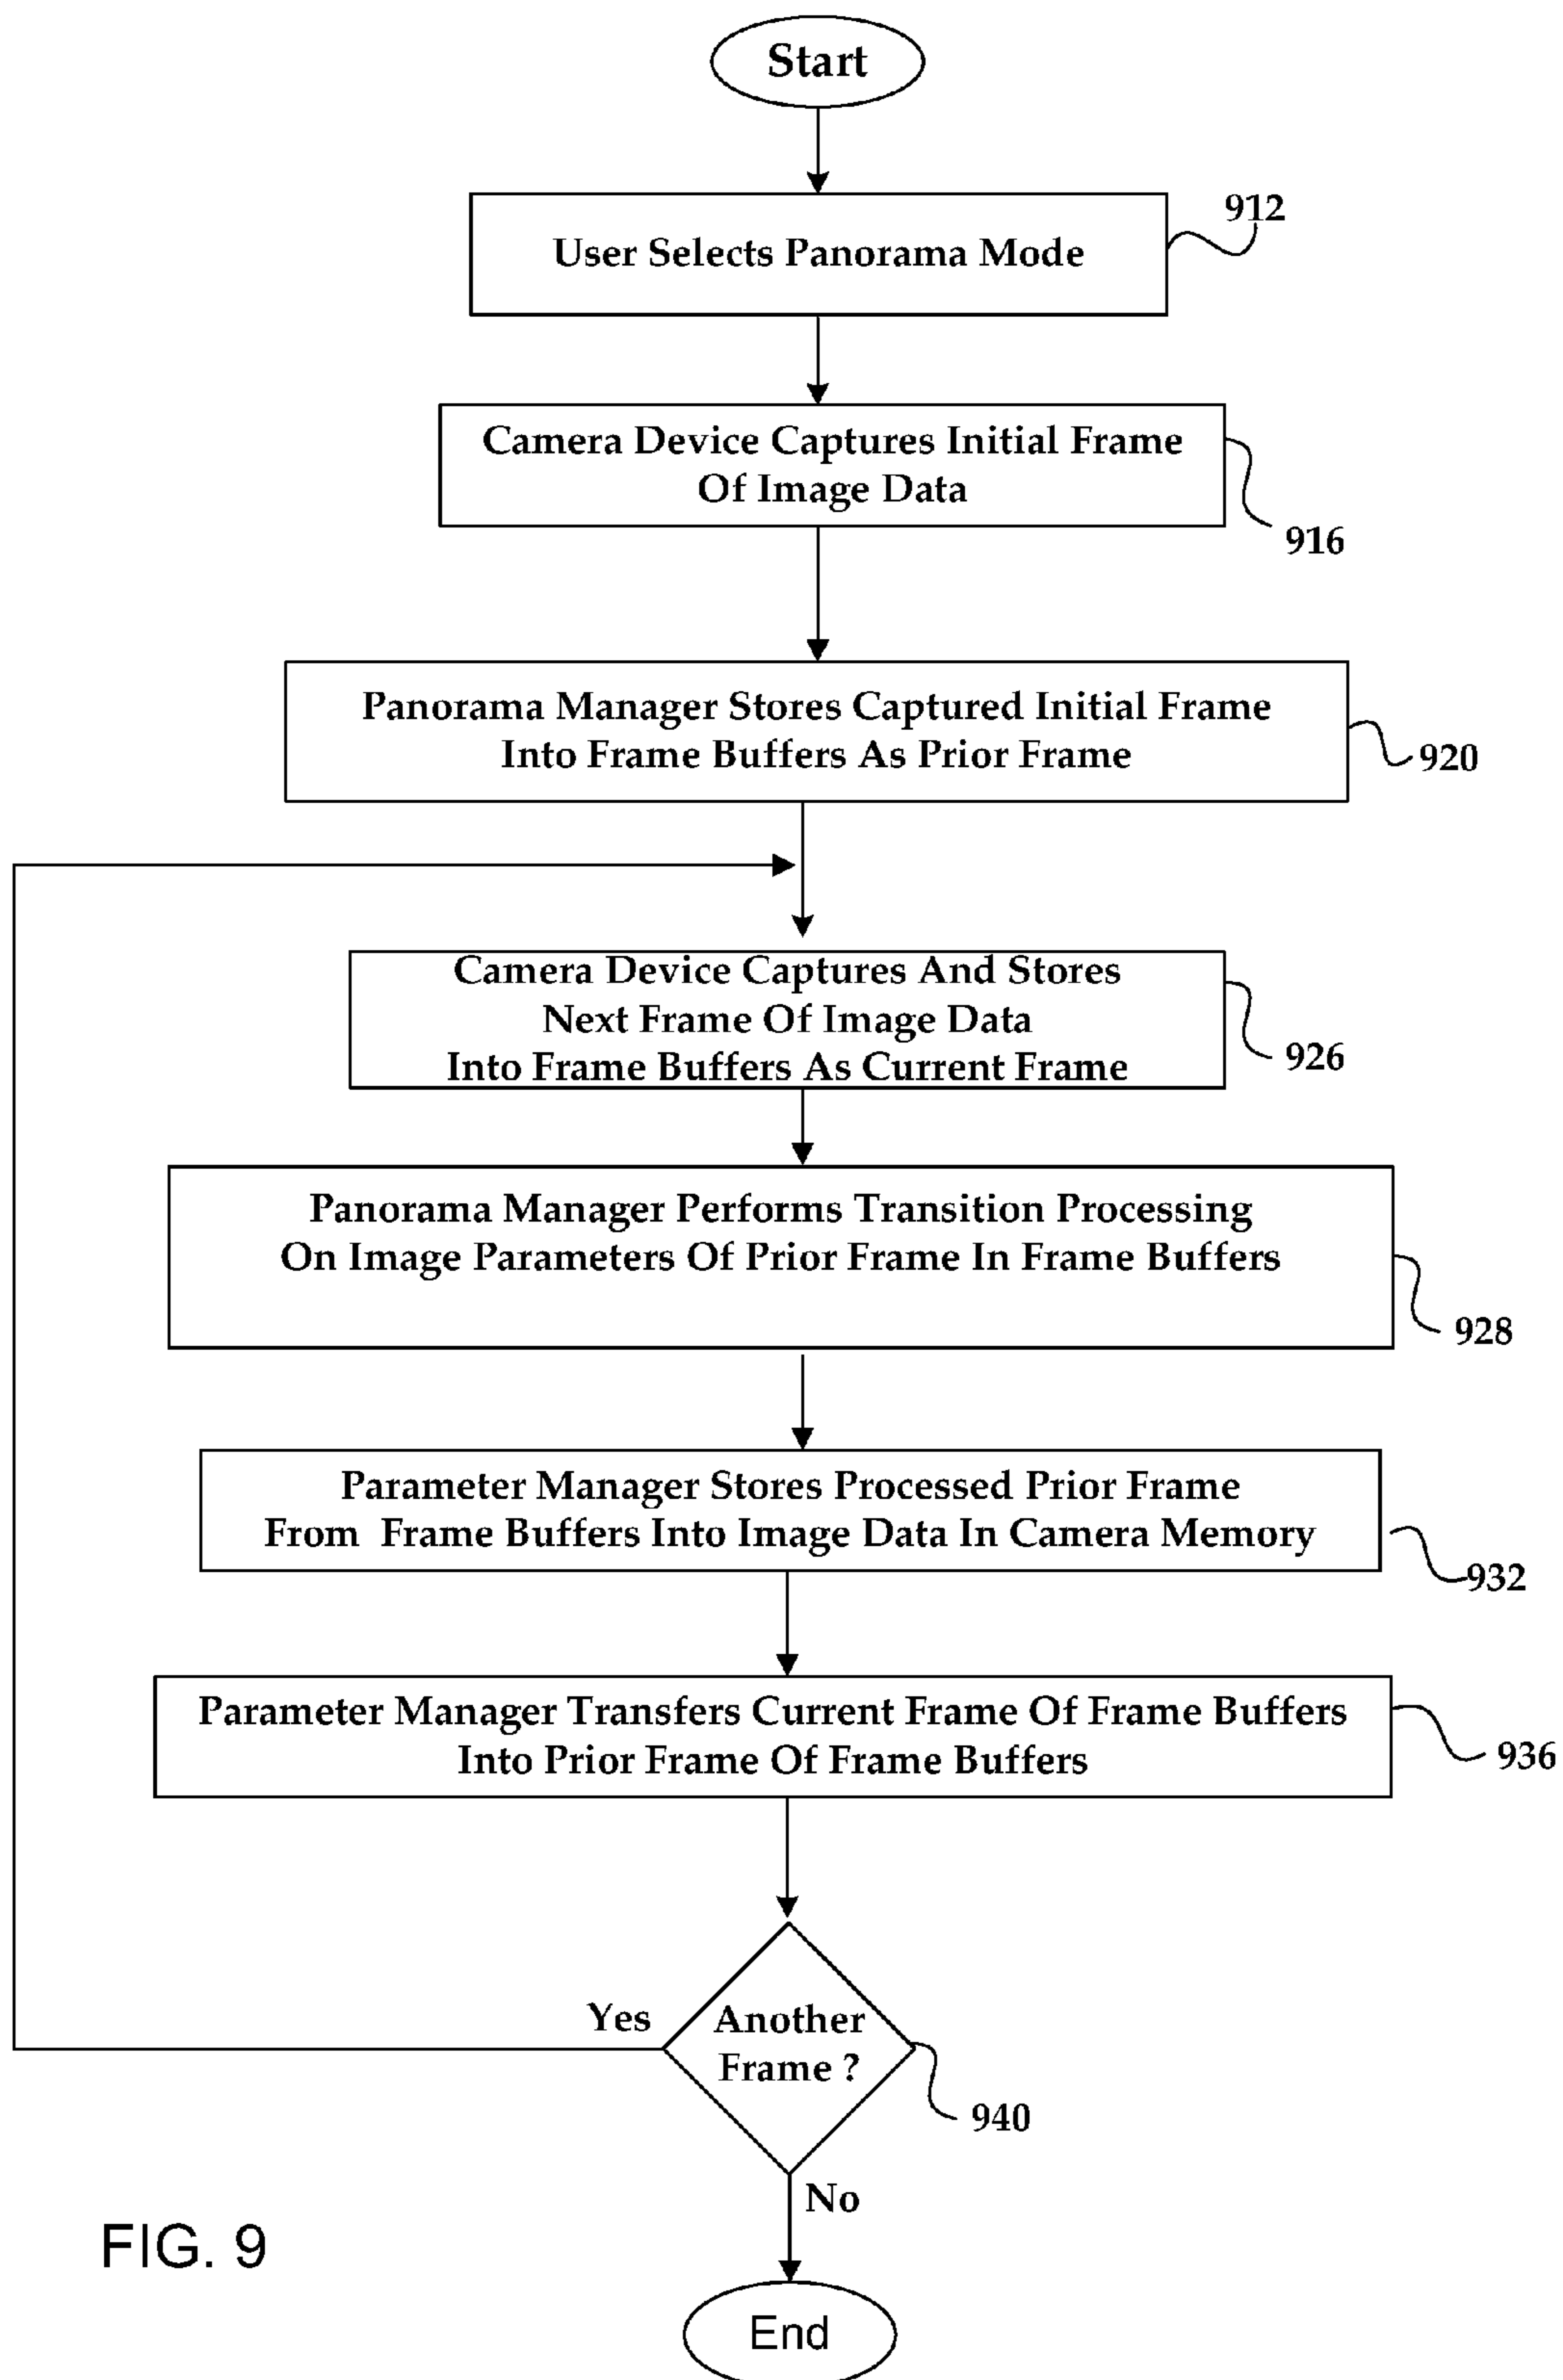 Start
User Selects Panorama Mode
912
Camera Device Captures Initial Frame
Of Image Data
916
Panorama Manager Stores Captured Initial Frame
Into Frame Buffers As Prior Frame
920
Camera Device Captures And Stores
Next Frame Of Image Data
Into Frame Buffers As Current Frame
926
Panorama Manager Performs Transition Processing
On Image Parameters Of Prior Frame In Frame Buffers
928
Parameter Manager Stores Processed Prior Frame
From Frame Buffers Into Image Data In Camera Memory
932
Parameter Manager Transfers Current Frame Of Frame Buffers
Into Prior Frame Of Frame Buffers
936
Yes
Another
Frame ?
940
No
FIG. 9
End